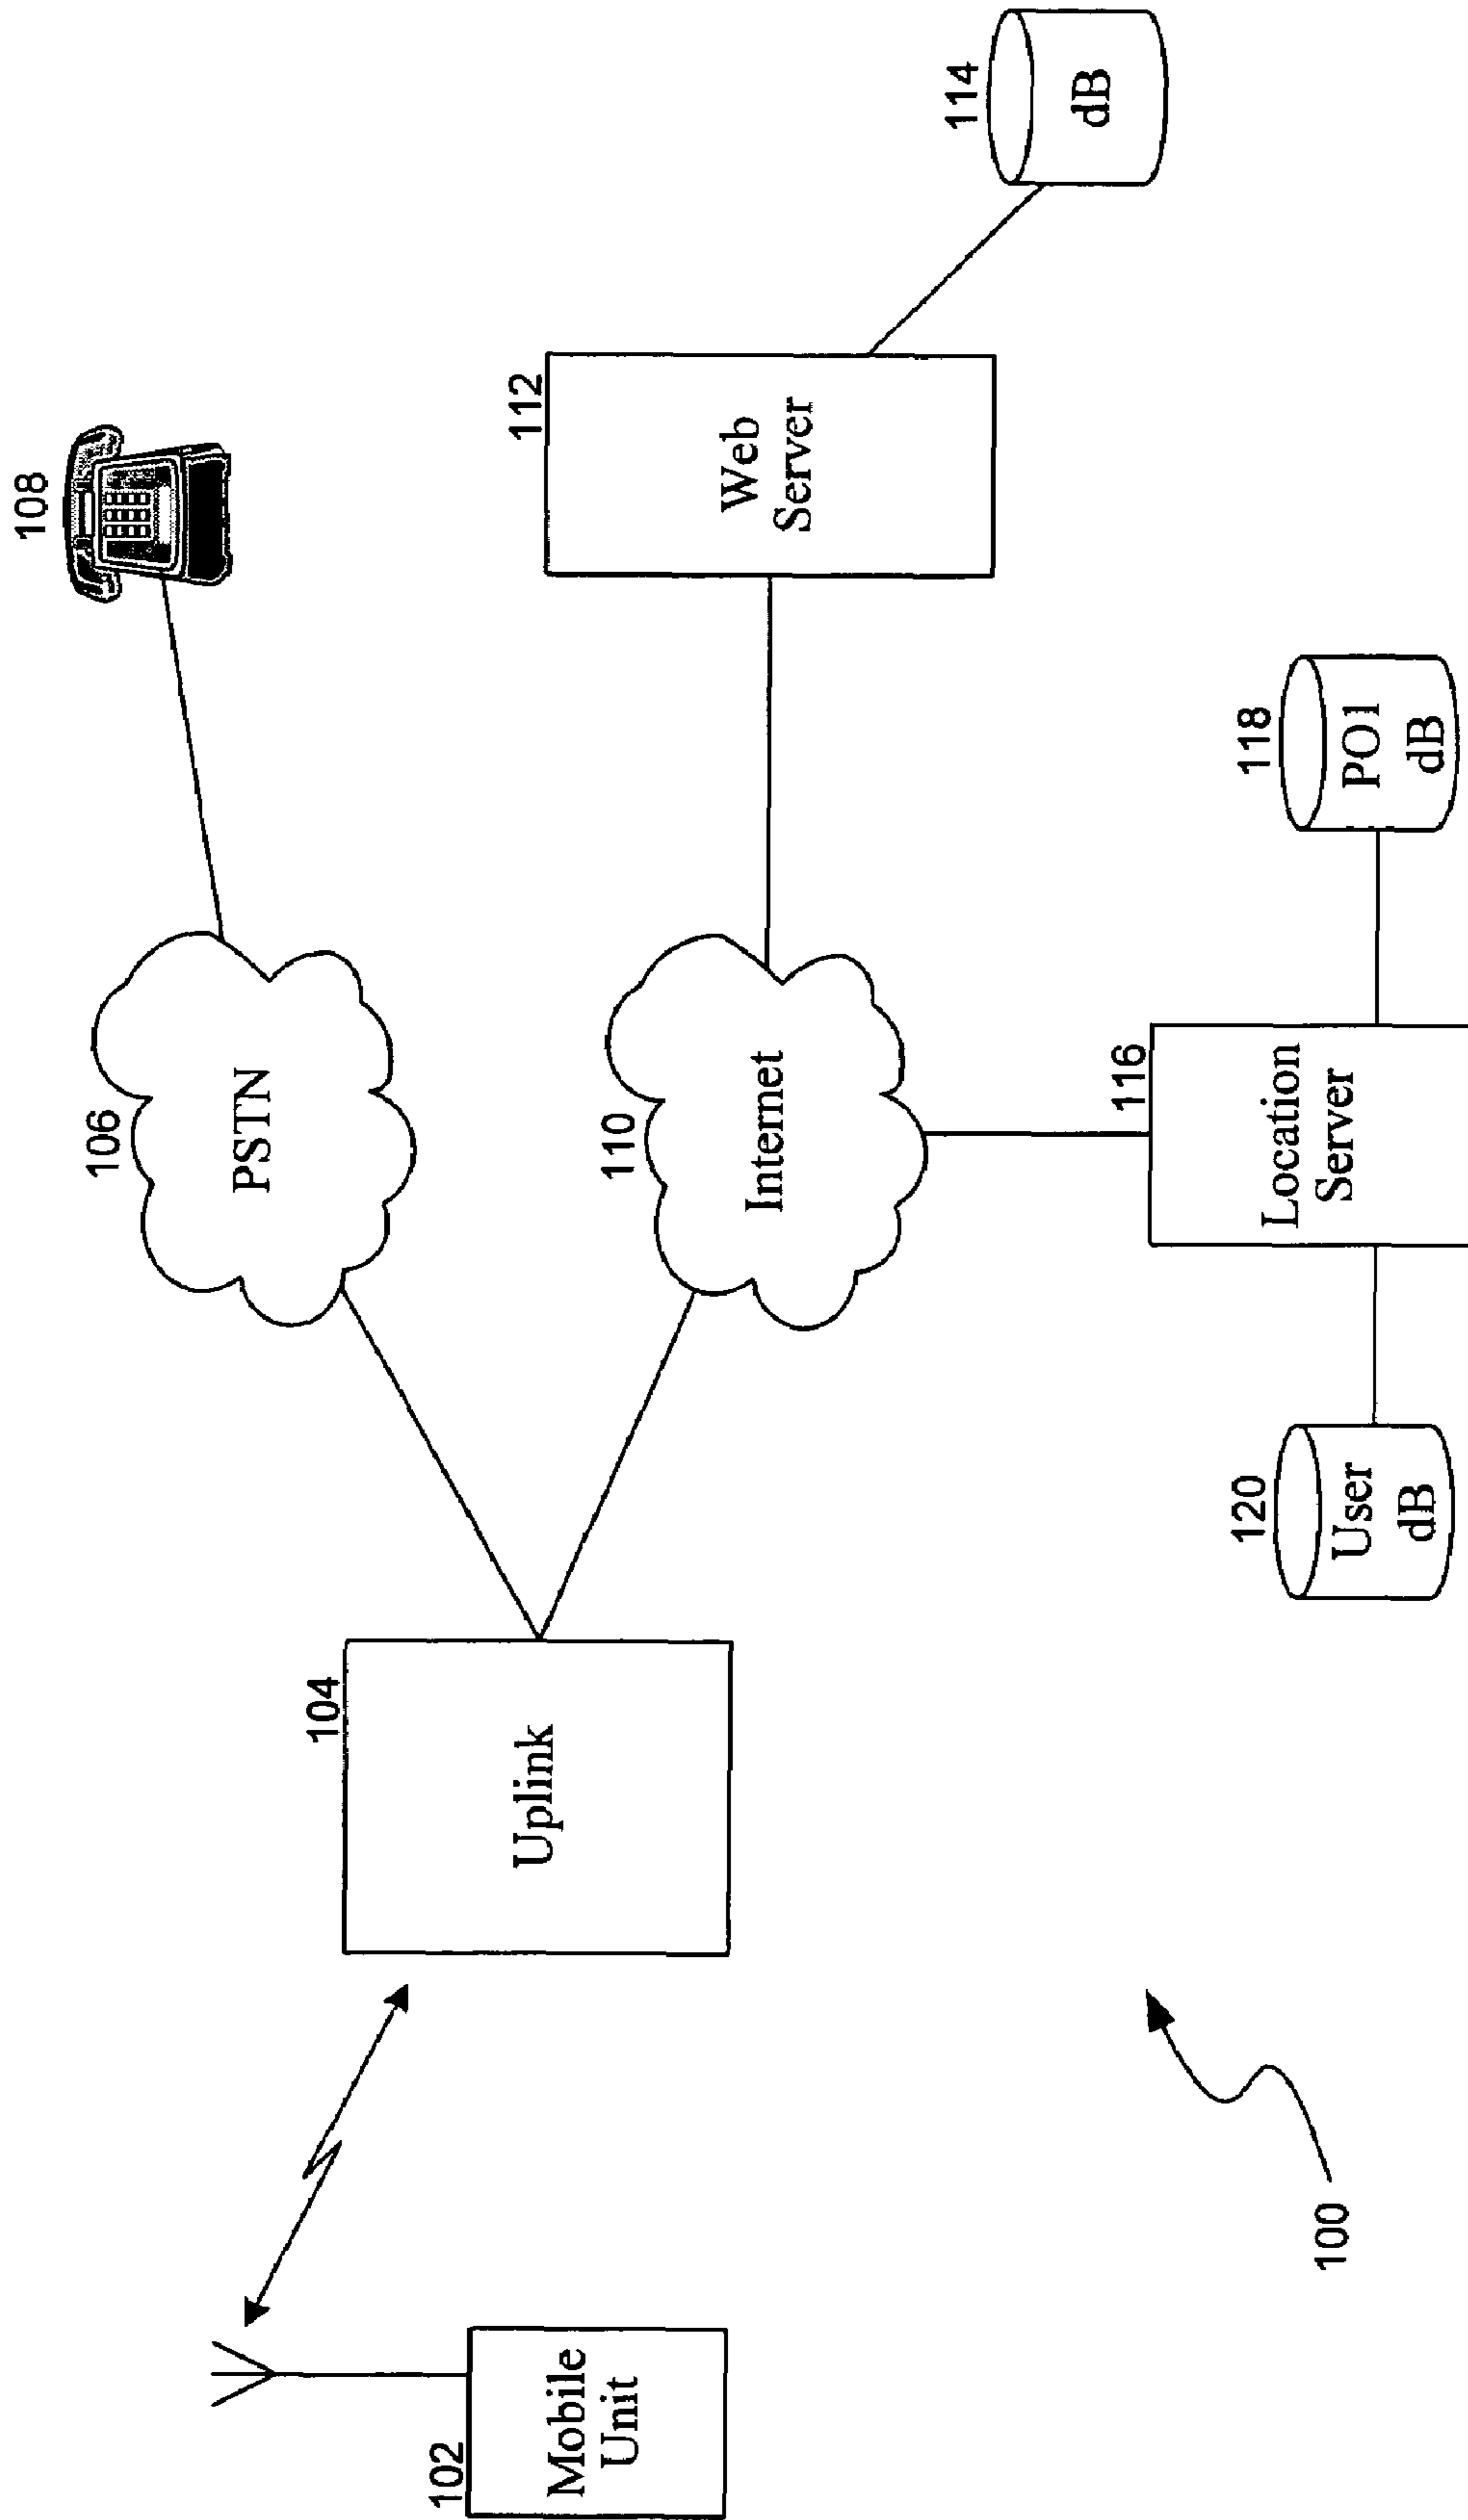 108
114
dB
106
PSTN
112
Web
Server
104
Uplink
110
Internet
102
Mobile
Unit
116
Location
Server
118
PO1
dB
120
User
dB
100